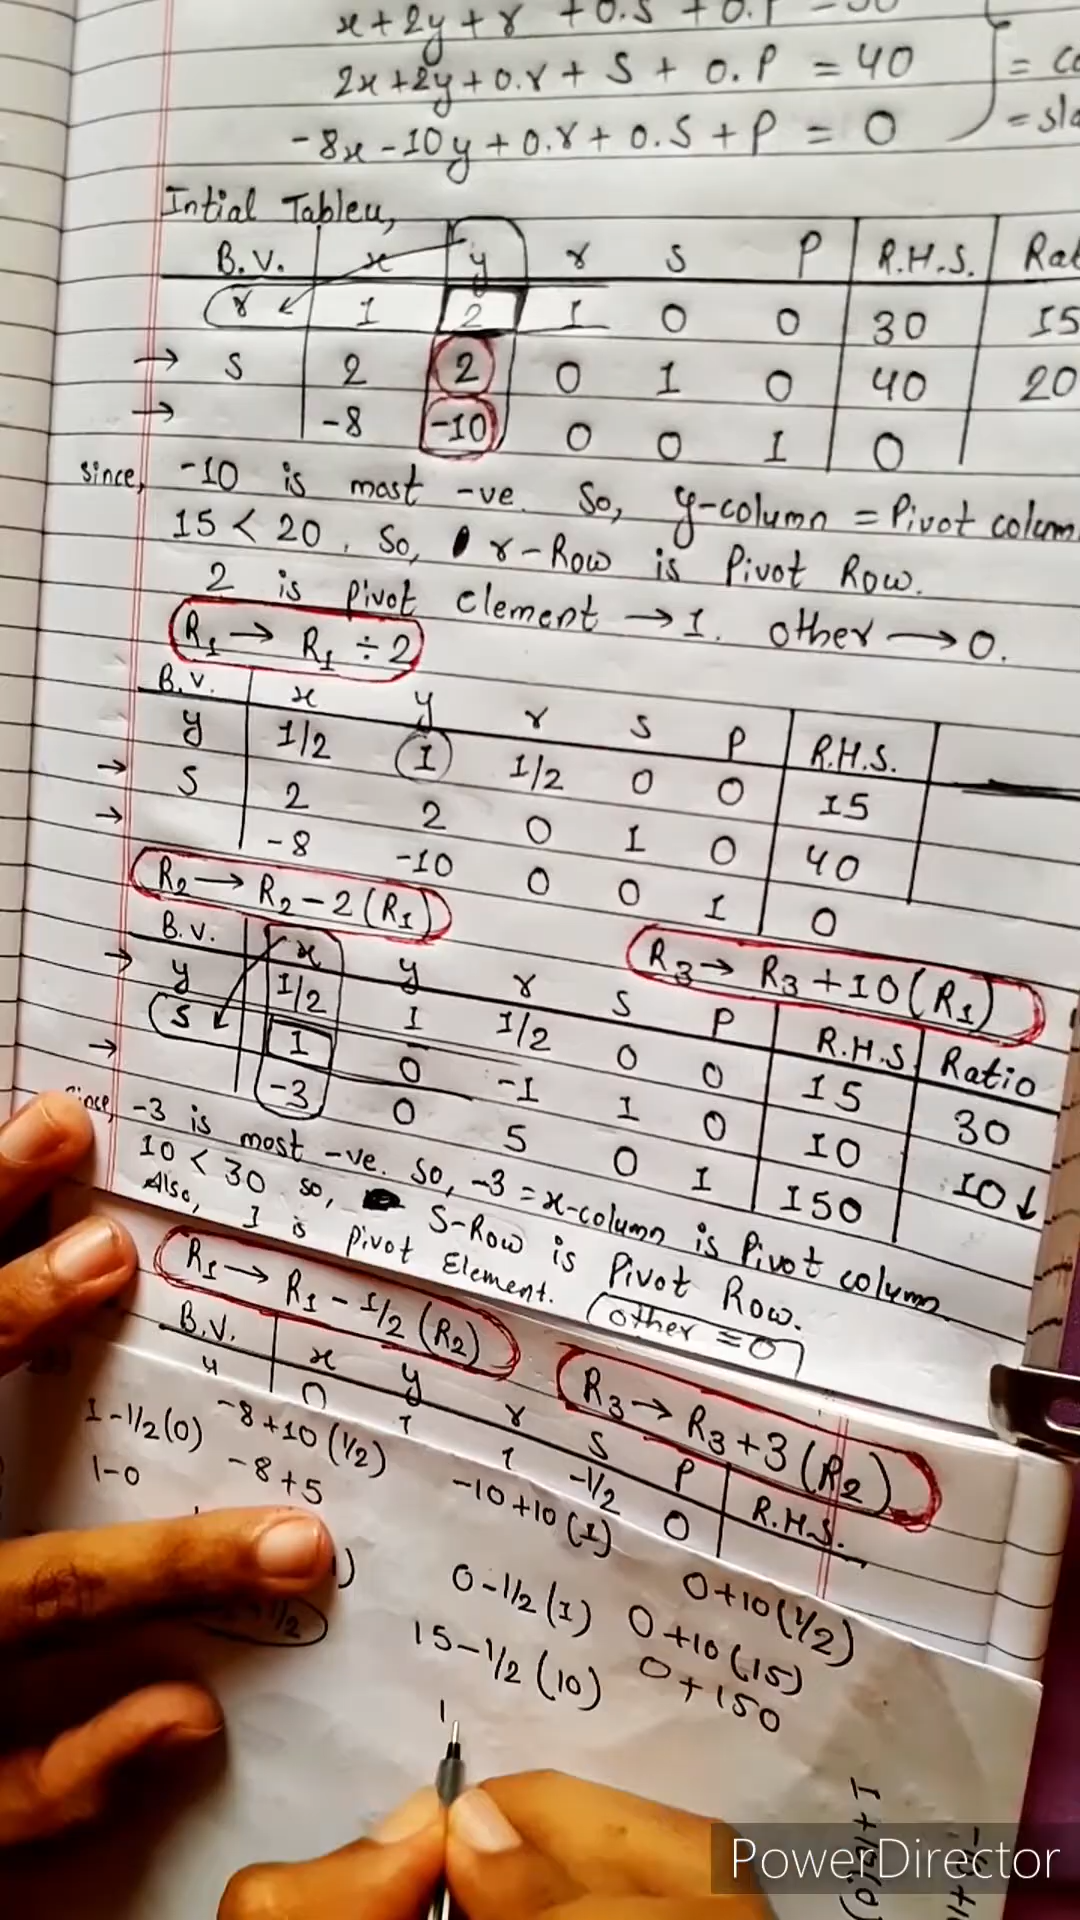 x+2y+r +0.S +0.P = 30
2x+2y+0.r + S + 0.P = 40
-8x-10y+0.r+0.S+P = 0
Intial Tableu,
B.V. x y r S P R.H.S.
r 1 2 1 0 0 30 15
→ S 2 2 0 1 0 40 20
→ -8 -10 0 0 1 0
since, -10 is most -ve. So, y-column = Pivot
15 < 20, So, r-Row is Pivot Row.
2 is pivot element → 1. other → 0.
R1 → R1 ÷ 2
B.V. x y r S P R.H.S.
y 1/2 1 1/2 0 0 15
→ S 2 2 0 1 0 40
→ -8 -10 0 0 1 0
R2 → R2 - 2(R1) R3 → R3 + 10(R1)
B.V. x y r S P R.H.S. Ratio
→ y 1/2 1 1/2 0 0 15 30
S 1 0 -1 1 0 10 10↓
→ -3 0 5 0 1 150
since, -3 is most -ve. So, -3 = x-column is Pivot column
10 < 30 so, S-Row is Pivot Row.
Also, 1 is pivot Element. other = 0
R1 → R1 - 1/2 (R2) R3 → R3 + 3(R2)
B.V. x y r S P R.H.S.
y 0 1 1 -1/2 0
1-1/2(0) -8+10(1/2) -10+10(1) 0+10(1/2)
1-0 -8+5 0-1/2(1) 0+10(15)
15-1/2(10) 0+150
1
PowerDirector